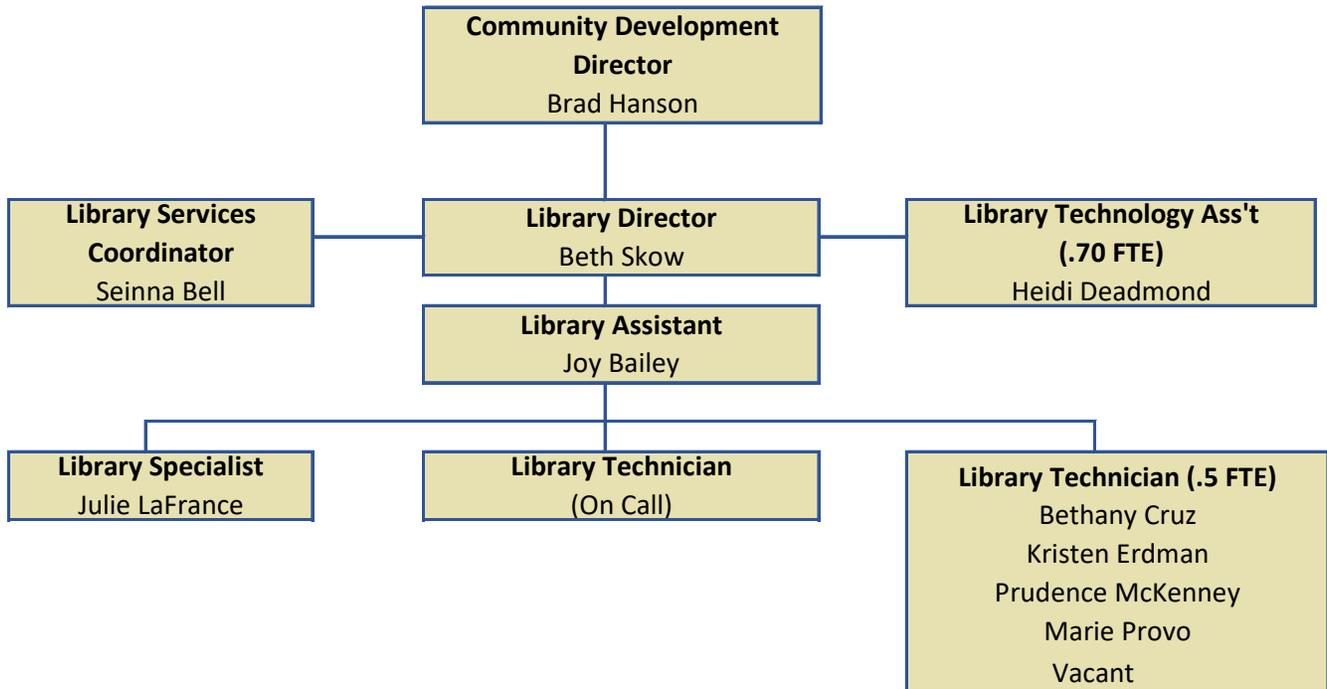 Community Development
Director
Brad Hanson
Library Services
Coordinator
Seinna Bell
Library Director
Beth Skow
Library Technology Ass't
(.70 FTE)
Heidi Deadmond
Library Assistant
Joy Bailey
Library Specialist
Julie LaFrance
Library Technician
(On Call)
Library Technician (.5 FTE)
Bethany Cruz
Kristen Erdman
Prudence McKenney
Marie Provo
Vacant